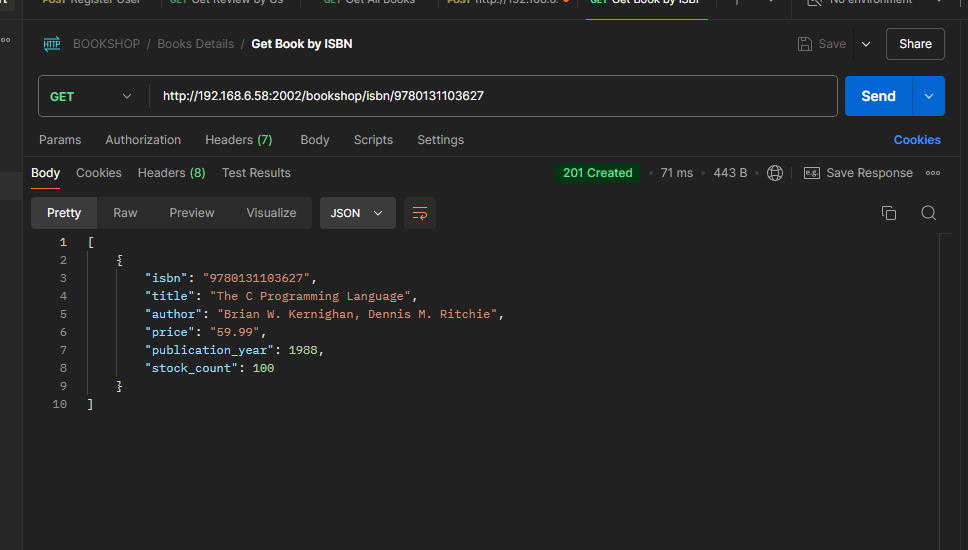 POST Register User GET Get Review by Us GET Get All Books POST http://192.168.6. GET Get Book by ISBN No environment
HTTP BOOKSHOP / Books Details / Get Book by ISBN Save Share
GET http://192.168.6.58:2002/bookshop/isbn/9780131103627 Send
Params Authorization Headers (7) Body Scripts Settings Cookies
Body Cookies Headers (8) Test Results 201 Created • 71 ms • 443 B • e.g. Save Response
Pretty Raw Preview Visualize JSON
1 [
2 {
3 "isbn": "9780131103627",
4 "title": "The C Programming Language",
5 "author": "Brian W. Kernighan, Dennis M. Ritchie",
6 "price": "59.99",
7 "publication_year": 1988,
8 "stock_count": 100
9 }
10 ]